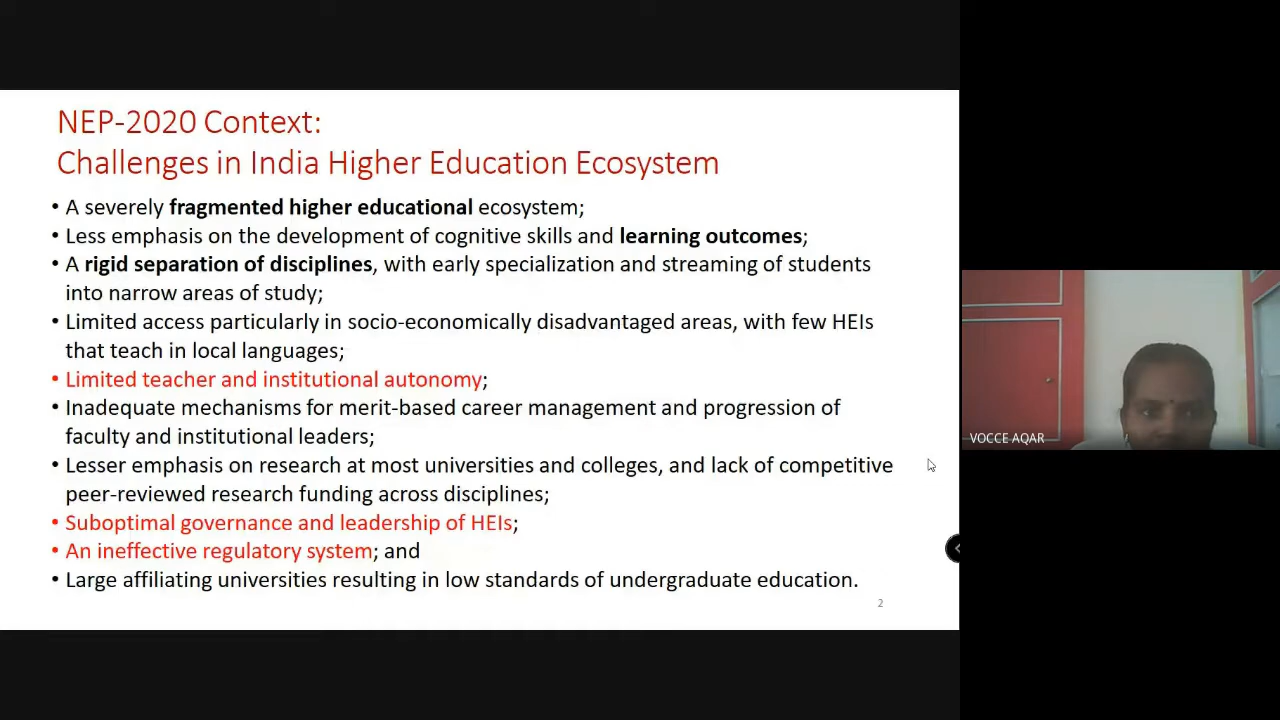 NEP-2020 Context:
Challenges in India Higher Education Ecosystem
• A severely fragmented higher educational ecosystem;
• Less emphasis on the development of cognitive skills and learning outcomes;
• A rigid separation of disciplines, with early specialization and streaming of students
into narrow areas of study;
• Limited access particularly in socio-economically disadvantaged areas, with few HEIs
that teach in local languages;
• Limited teacher and institutional autonomy;
• Inadequate mechanisms for merit-based career management and progression of
faculty and institutional leaders;
• Lesser emphasis on research at most universities and colleges, and lack of competitive
peer-reviewed research funding across disciplines;
• Suboptimal governance and leadership of HEIs;
• An ineffective regulatory system; and
• Large affiliating universities resulting in low standards of undergraduate education.
2
VOCCE AQAR